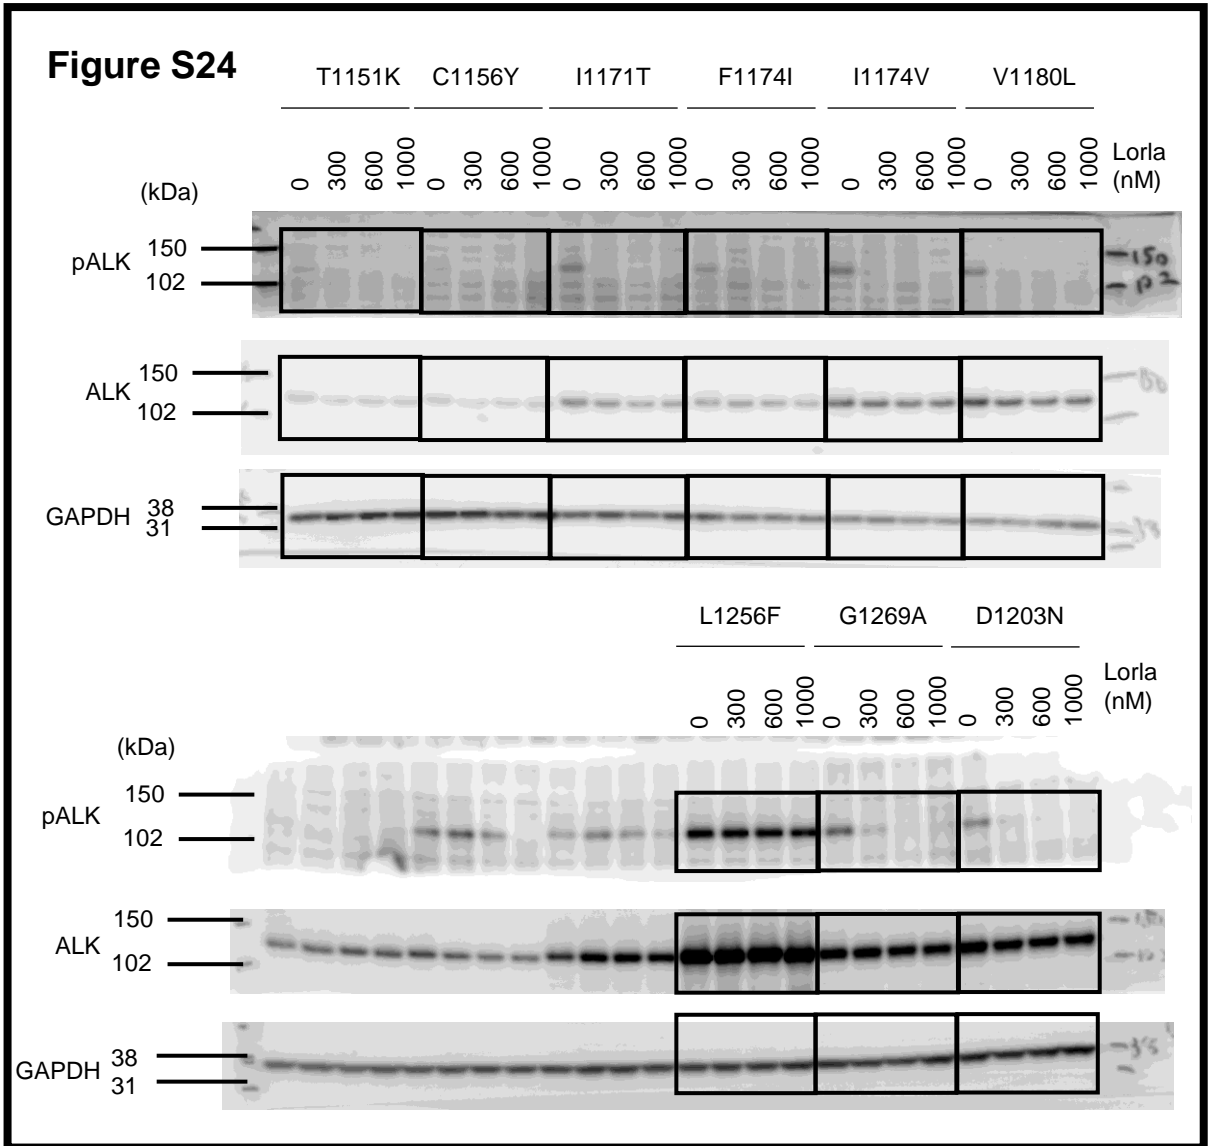 Figure S24
T1151K C1156Y I1171T F1174I I1174V V1180L
0 300 600 1000 0 300 600 1000 0 300 600 1000 0 300 600 1000 0 300 600 1000 0 300 600 1000 Lorla
(nM)
(kDa)
pALK 150 150
102
ALK 150
102
GAPDH 38
31
L1256F G1269A D1203N
0 300 600 1000 0 300 600 1000 0 300 600 1000 Lorla
(nM)
(kDa)
pALK 150
102
ALK 150
102
GAPDH 38
31